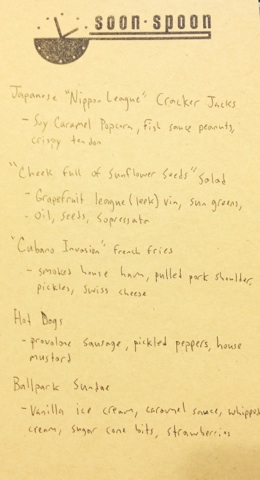 soon-spoon
Japanese "Nippon League" Cracker Jacks
- Soy Caramel Popcorn, Fish sauce peanuts,
crispy tendon
"Cheek full of Sunflower Seeds" Salad
- Grapefruit league (leek) vin, sun greens,
- Oil, seeds, Sopressata
"Cubano Invasion" french fries
- smoked house ham, pulled pork shoulder,
pickles, swiss cheese
Hot Dogs
- provolone sausage, pickled peppers, house
mustard
Ballpark Sundae
- Vanilla ice cream, caramel sauce, whipped
cream, sugar cone bits, strawberries